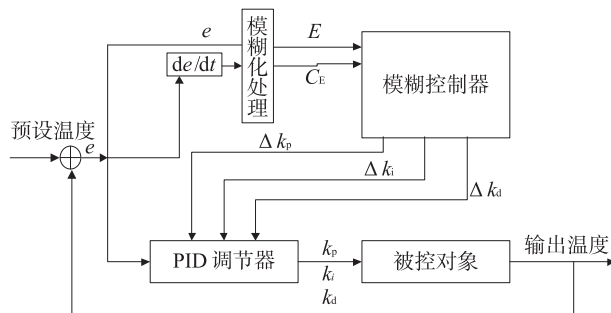 e
模糊化处理
E
de/dt
C_E
模糊控制器
预设温度
e
Δk_p
Δk_i
Δk_d
PID 调节器
k_p
k_i
k_d
被控对象
输出温度